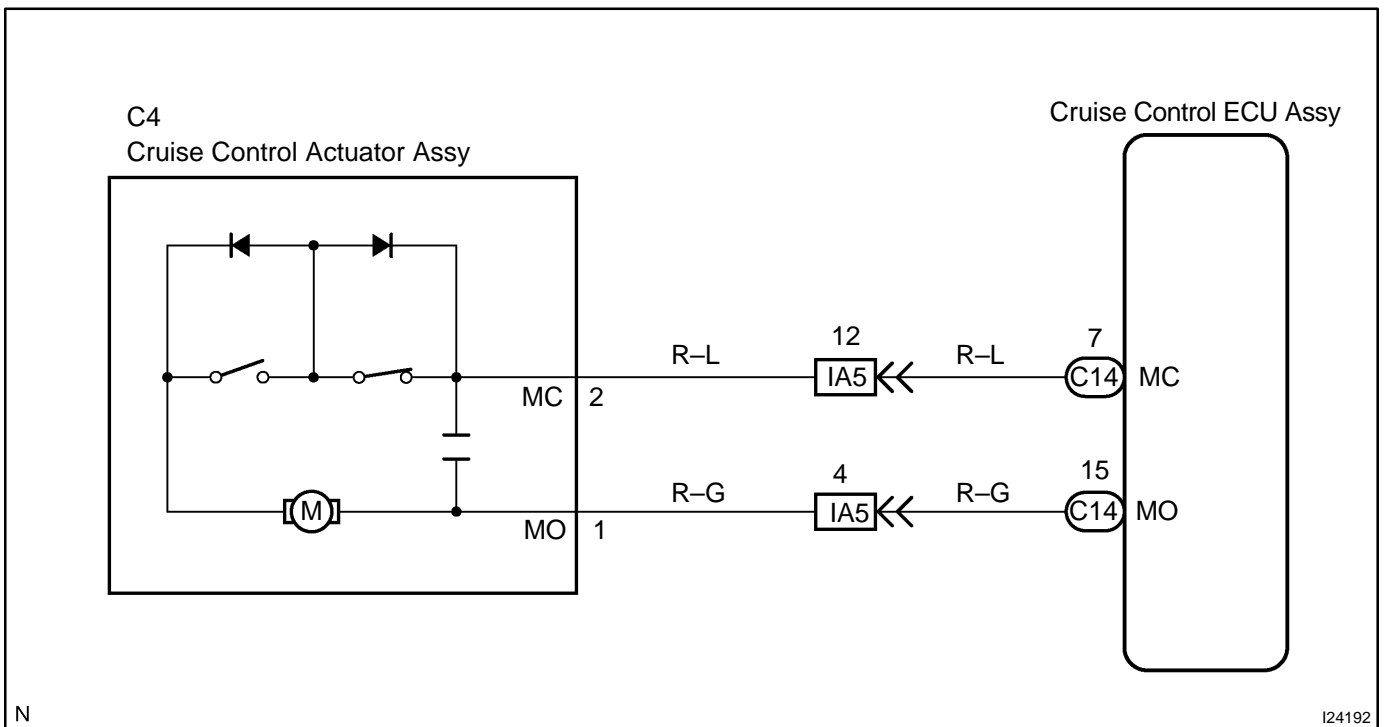 C4
Cruise Control Actuator Assy
Cruise Control ECU Assy
R–L
12
IA5
R–L
7
C14
MC
MC
2
M
R–G
4
IA5
R–G
15
C14
MO
MO
1
N
I24192